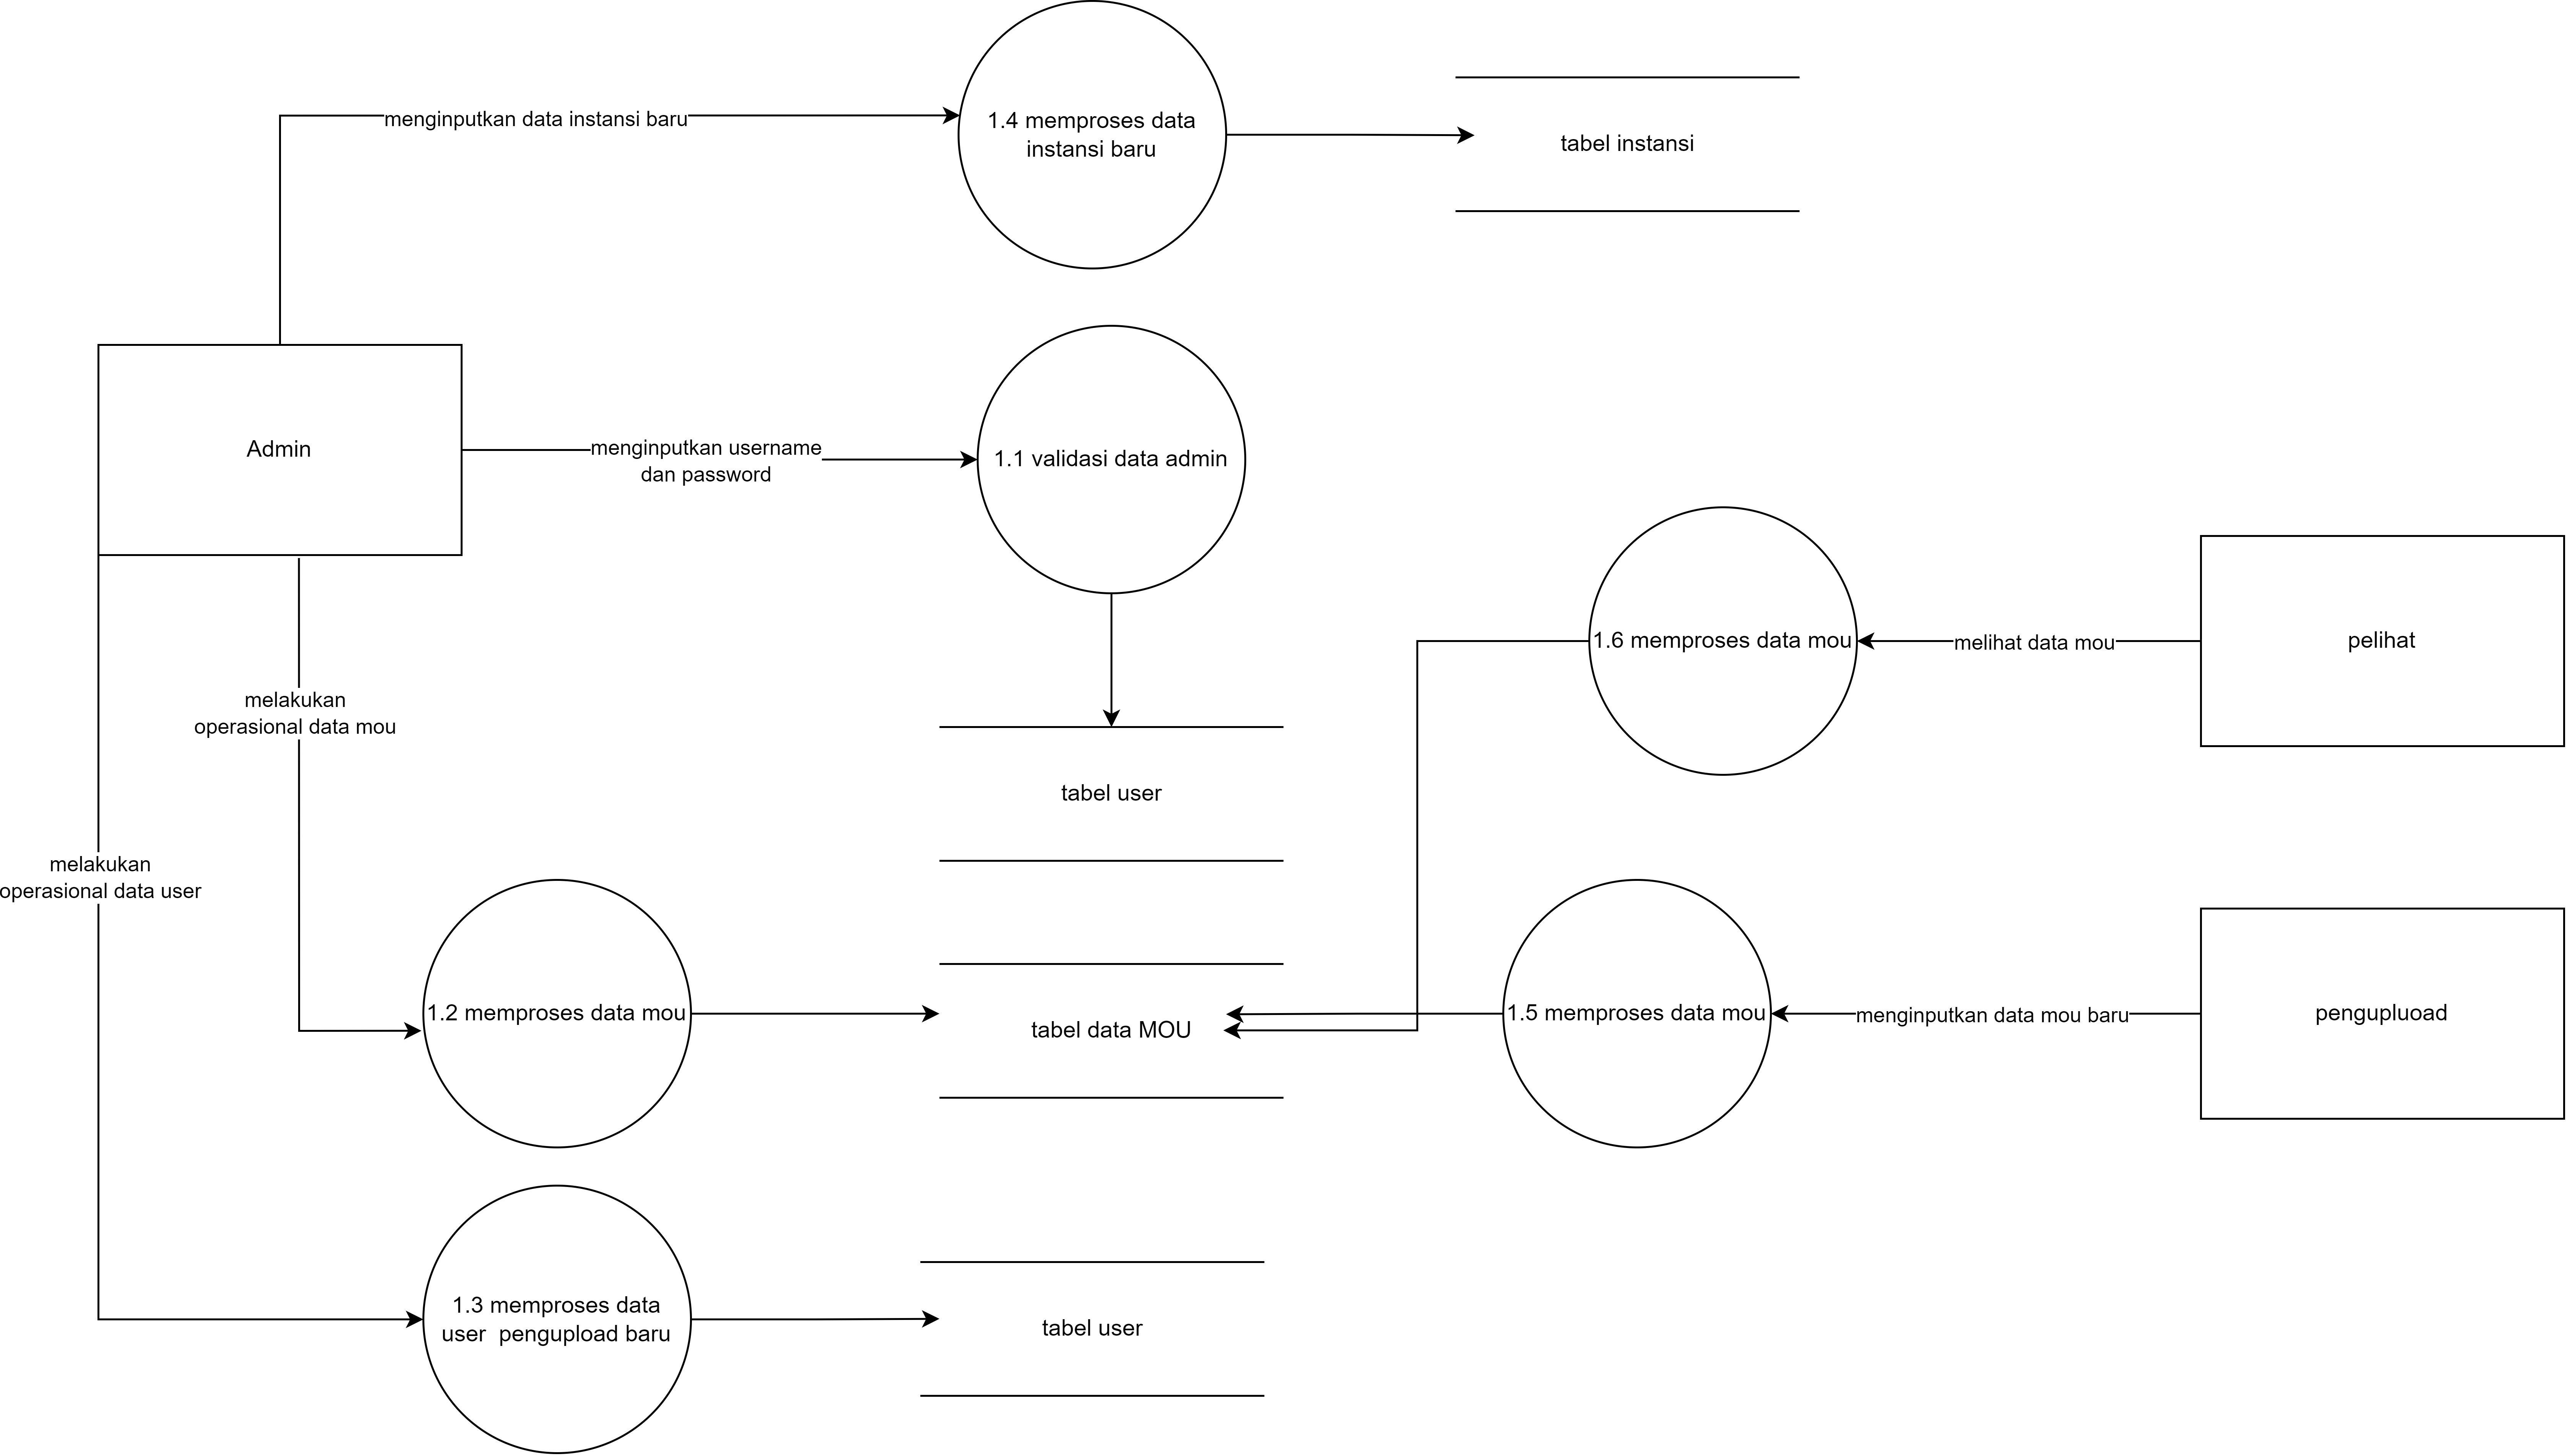 menginputkan data instansi baru
1.4 memproses data
instansi baru
tabel instansi
Admin
menginputkan username
dan password
1.1 validasi data admin
1.6 memproses data mou
melihat data mou
pelihat
melakukan
operasional data mou
tabel user
melakukan
operasional data user
1.2 memproses data mou
tabel data MOU
1.5 memproses data mou
menginputkan data mou baru
pengupluoad
1.3 memproses data
user  pengupload baru
tabel user